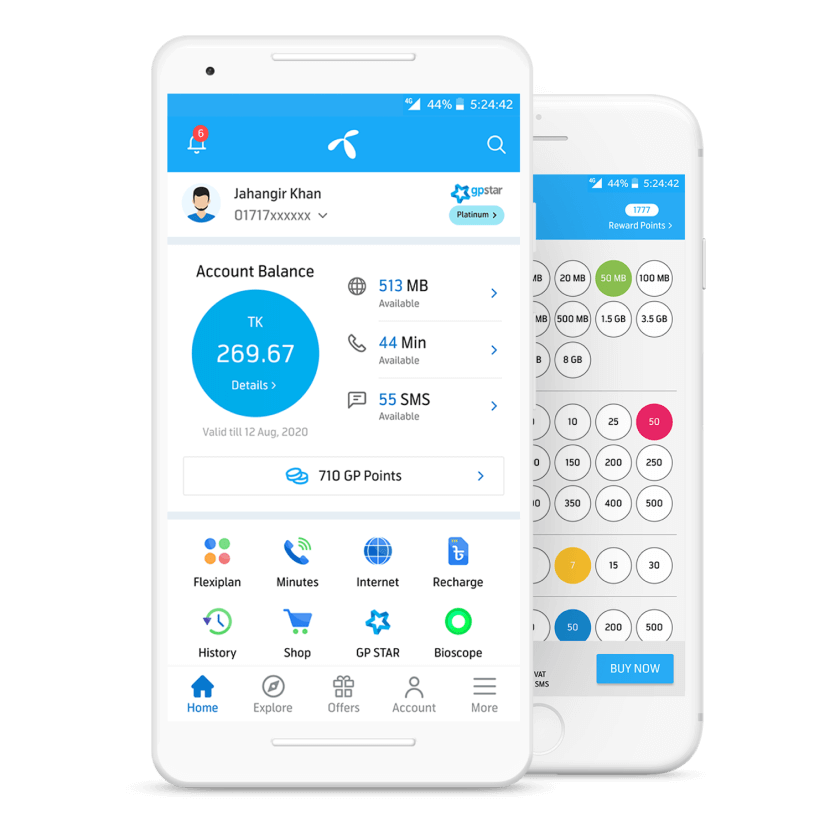 4G 44% 5:24:42
6
Jahangir Khan
01717xxxxxx
gpstar
Platinum >
Account Balance
TK
269.67
Details >
Valid till 12 Aug, 2020
513 MB
Available
44 Min
Available
55 SMS
Available
710 GP Points
Flexiplan
Minutes
Internet
Recharge
History
Shop
GP STAR
Bioscope
Home
Explore
Offers
Account
More
4G 44% 5:24:42
1777
Reward Points >
MB 20 MB 50 MB 100 MB
MB 500 MB 1.5 GB 3.5 GB
B 8 GB
10 25 50
0 150 200 250
00 350 400 500
7 15 30
50 200 500
VAT
SMS
BUY NOW